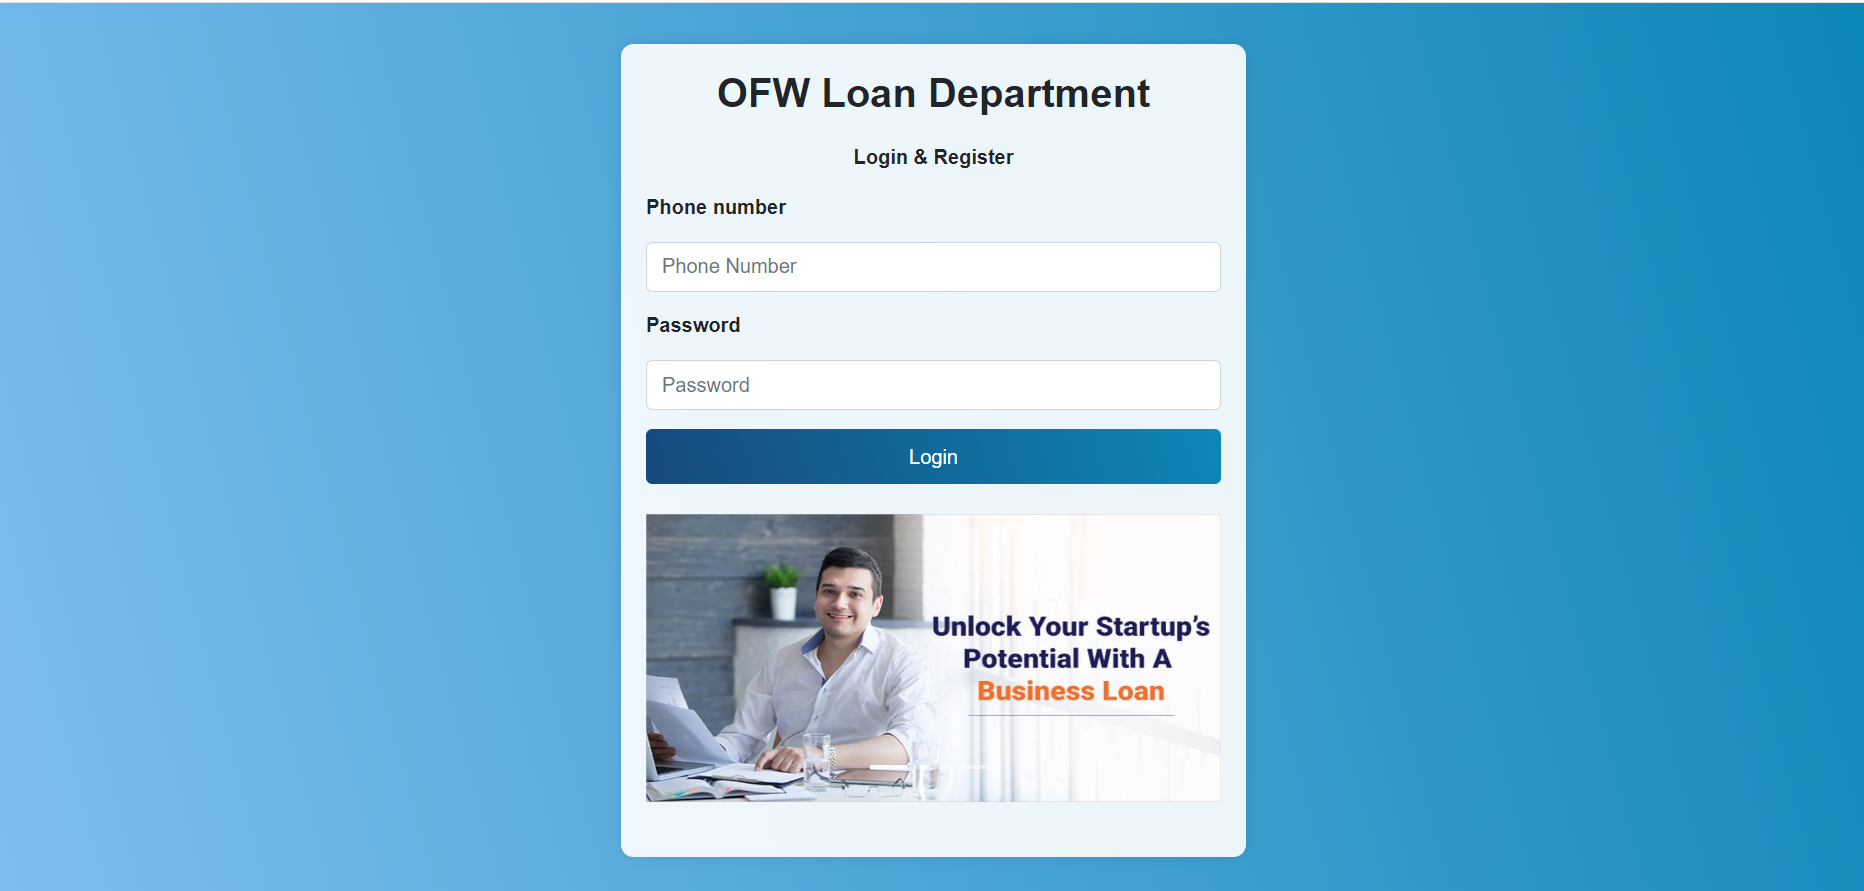 OFW Loan Department
Login & Register
Phone number
Phone Number
Password
Password
Login
Unlock Your Startup’s
Potential With A
Business Loan